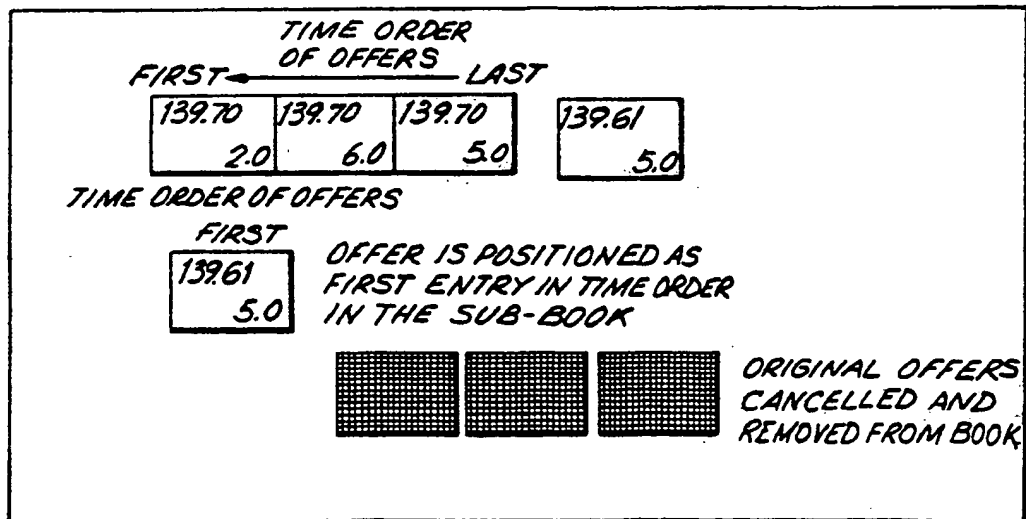 TIME ORDER
OF OFFERS
FIRST LAST
139.70 139.70 139.70 139.61
2.0 6.0 5.0 5.0
TIME ORDER OF OFFERS
FIRST
139.61
5.0
OFFER IS POSITIONED AS
FIRST ENTRY IN TIME ORDER
IN THE SUB-BOOK
ORIGINAL OFFERS
CANCELLED AND
REMOVED FROM BOOK